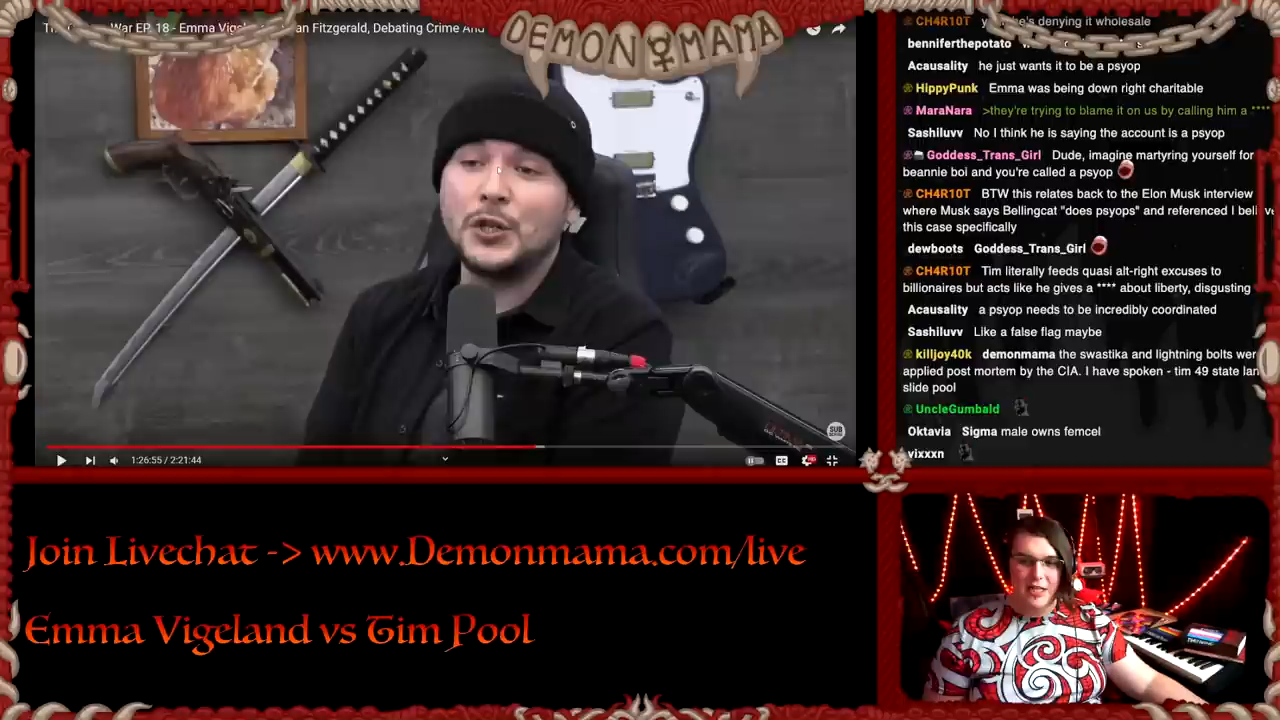 War EP. 18 - Emma
an Fitzgerald, Debating Crime And
DEMON MAMA
SUB
1:26:55 / 2:21:44
CC
CH4R10T he's denying it wholesale
benniferthepotato
Acausality he just wants it to be a psyop
HippyPunk Emma was being down right charitable
MaraNara >they're trying to blame it on us by calling him a ****
Sashiluvv No I think he is saying the account is a psyop
Goddess_Trans_Girl Dude, imagine martyring yourself for
beannie boi and you're called a psyop
CH4R10T BTW this relates back to the Elon Musk interview
where Musk says Bellingcat "does psyops" and referenced I
this case specifically
dewboots Goddess_Trans_Girl
CH4R10T Tim literally feeds quasi alt-right excuses to
billionaires but acts like he gives a **** about liberty, disgusting
Acausality a psyop needs to be incredibly coordinated
Sashiluvv Like a false flag maybe
killjoy40k demonmama the swastika and lightning bolts wer
applied post mortem by the CIA. I have spoken - tim 49 state lan
slide pool
UncleGumbald
Oktavia Sigma male owns femcel
vixxxn
Join Livechat -> www.Demonmama.com/live
Emma Vigeland vs Tim Pool